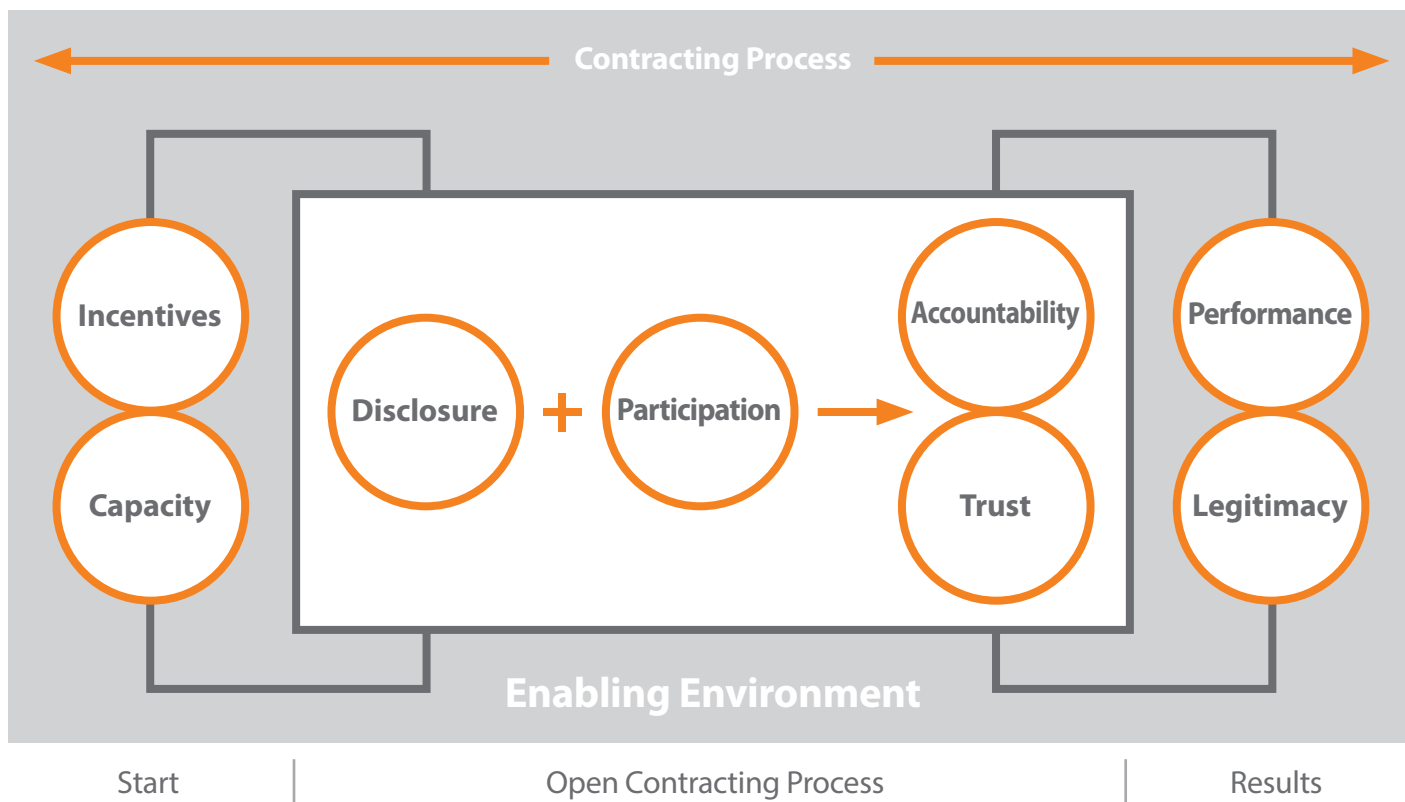 Contracting Process
Incentives
Capacity
Disclosure
+
Participation
Accountability
Trust
Performance
Legitimacy
Enabling Environment
Start
Open Contracting Process
Results